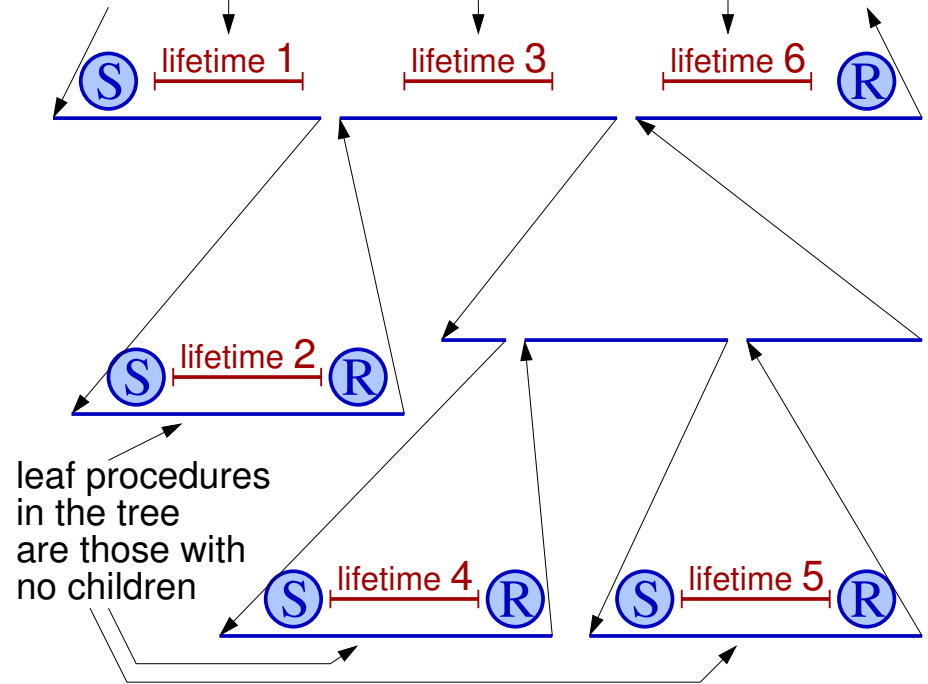 S lifetime 1 lifetime 3 lifetime 6 R
S lifetime 2 R
leaf procedures
in the tree
are those with
no children
S lifetime 4 R S lifetime 5 R